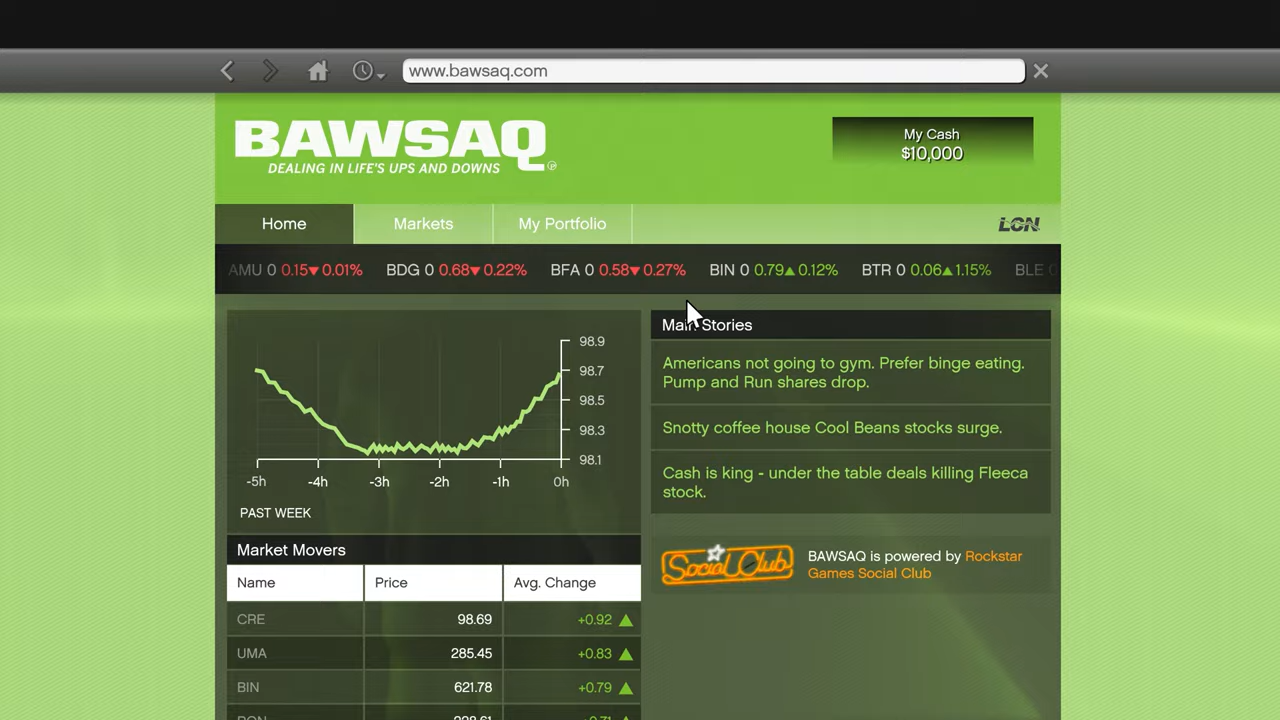 www.bawsaq.com
BAWSAQ
DEALING IN LIFE'S UPS AND DOWNS
My Cash
$10,000
Home Markets My Portfolio LCN
AMU 0 0.15▼0.01% BDG 0 0.68▼0.22% BFA 0 0.58▼0.27% BIN 0 0.79▲0.12% BTR 0 0.06▲1.15% BLE 0
98.9
98.7
98.5
98.3
98.1
-5h -4h -3h -2h -1h 0h
PAST WEEK
Market Movers
Name Price Avg. Change
CRE 98.69 +0.92 ▲
UMA 285.45 +0.83 ▲
BIN 621.78 +0.79 ▲
Main Stories
Americans not going to gym. Prefer binge eating.
Pump and Run shares drop.
Snotty coffee house Cool Beans stocks surge.
Cash is king - under the table deals killing Fleeca
stock.
Social Club
BAWSAQ is powered by Rockstar
Games Social Club